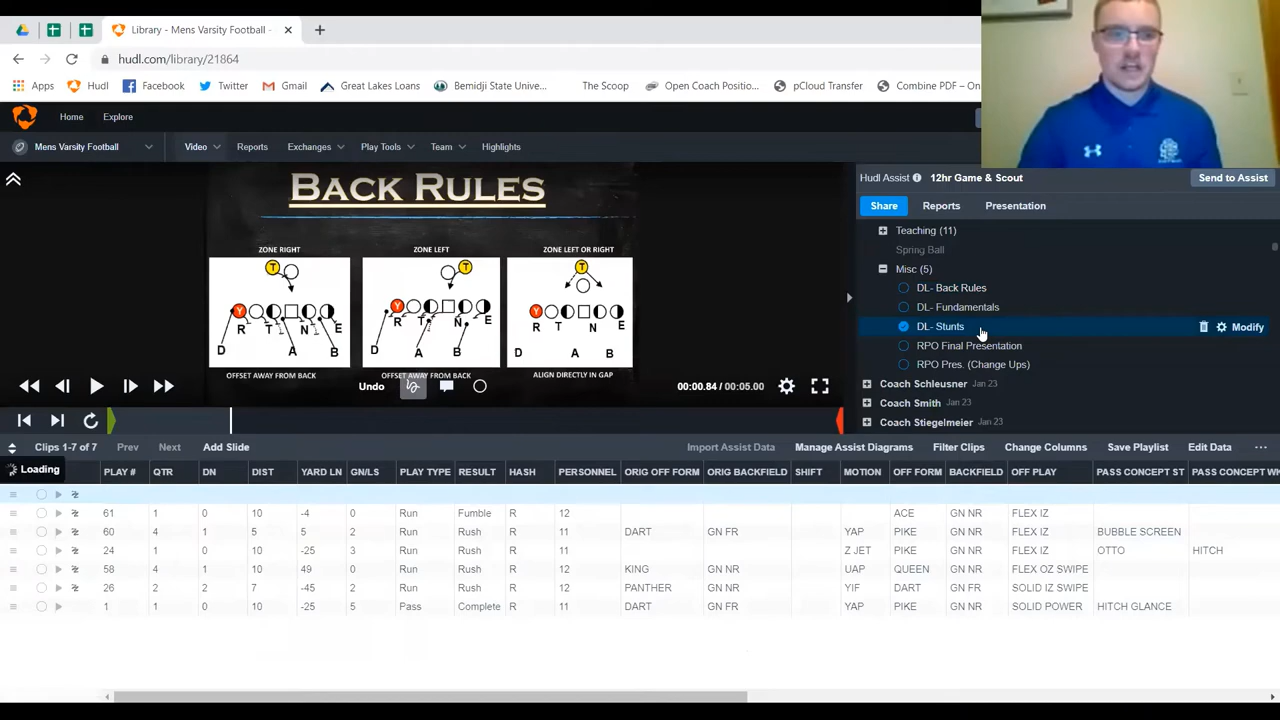 Library - Mens Varsity Football -
hudl.com/library/21864
Apps Hudl Facebook Twitter Gmail Great Lakes Loans Bemidji State Unive... The Scoop Open Coach Positio... pCloud Transfer Combine PDF – On
Home Explore
Mens Varsity Football Video Reports Exchanges Play Tools Team Highlights
Hudl Assist 12hr Game & Scout Send to Assist
Share Reports Presentation
Teaching (11)
Spring Ball
Misc (5)
DL- Back Rules
DL- Fundamentals
DL- Stunts Modify
RPO Final Presentation
RPO Pres. (Change Ups)
Coach Schleusner Jan 23
Coach Smith Jan 23
Coach Stiegelmeier Jan 23
BACK RULES
ZONE RIGHT ZONE LEFT ZONE LEFT OR RIGHT
T T T
Y Y Y
R T N E R T N E R T N E
D A B D A B D A B
OFFSET AWAY FROM BACK OFFSET AWAY FROM BACK ALIGN DIRECTLY IN GAP
Undo 00:00.84 / 00:05.00
Clips 1-7 of 7 Prev Next Add Slide Import Assist Data Manage Assist Diagrams Filter Clips Change Columns Save Playlist Edit Data ...
Loading PLAY # QTR DN DIST YARD LN GN/LS PLAY TYPE RESULT HASH PERSONNEL ORIG OFF FORM ORIG BACKFIELD SHIFT MOTION OFF FORM BACKFIELD OFF PLAY PASS CONCEPT ST PASS CONCEPT WK
61 1 0 10 -4 0 Run Fumble R 12 ACE GN NR FLEX IZ
60 4 1 5 5 2 Run Rush R 12 DART GN FR YAP PIKE GN NR FLEX IZ BUBBLE SCREEN
24 1 0 10 -25 3 Run Rush R 11 Z JET PIKE GN NR FLEX IZ OTTO HITCH
58 4 1 10 49 0 Run Rush R 12 KING GN NR UAP QUEEN GN NR FLEX OZ SWIPE
26 2 2 7 -45 2 Run Rush R 12 PANTHER GN NR YIF DART GN FR SOLID IZ SWIPE
1 1 0 10 -25 5 Pass Complete R 11 DART GN FR YAP PIKE GN NR SOLID POWER HITCH GLANCE